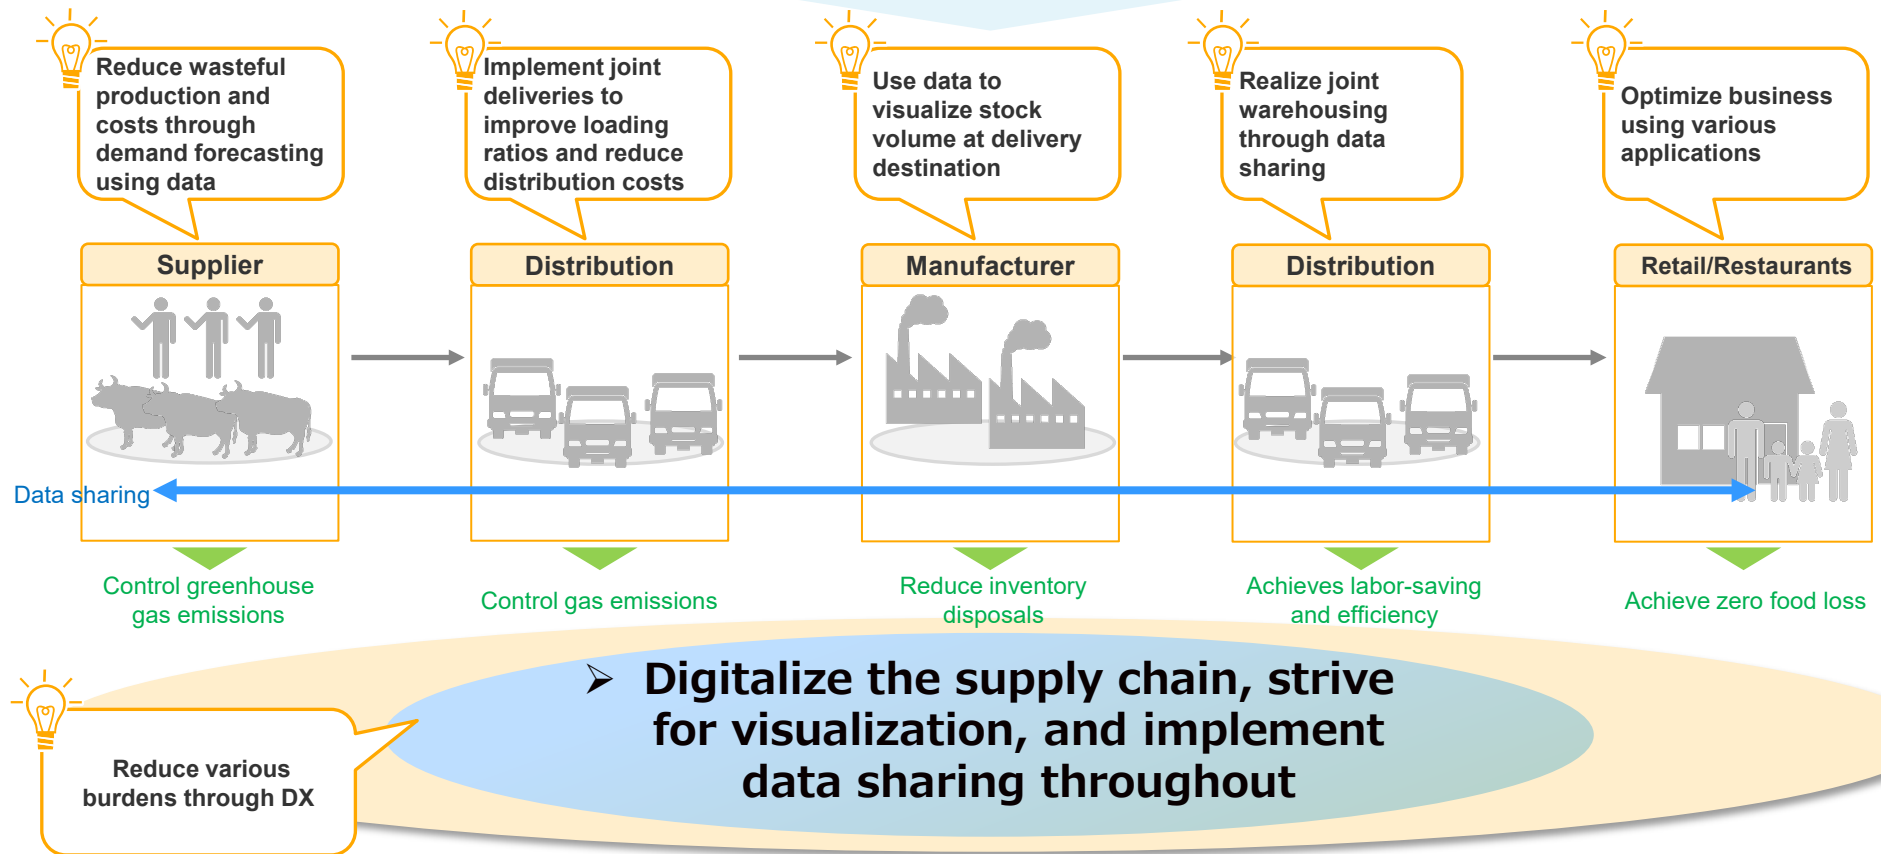 Reduce wasteful
production and
costs through
demand forecasting
using data
Implement joint
deliveries to
improve loading
ratios and reduce
distribution costs
Use data to
visualize stock
volume at delivery
destination
Realize joint
warehousing
through data
sharing
Optimize business
using various
applications
Supplier
Distribution
Manufacturer
Distribution
Retail/Restaurants
Data sharing
Control greenhouse
gas emissions
Control gas emissions
Reduce inventory
disposals
Achieves labor-saving
and efficiency
Achieve zero food loss
➢ Digitalize the supply chain, strive
for visualization, and implement
data sharing throughout
Reduce various
burdens through DX